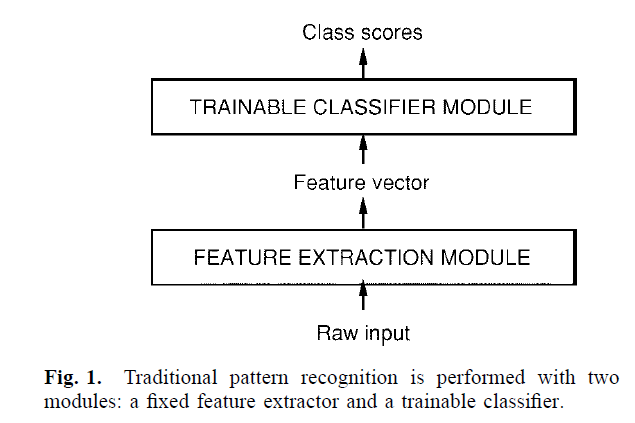 Class scores
TRAINABLE CLASSIFIER MODULE
Feature vector
FEATURE EXTRACTION MODULE
Raw input
Fig. 1. Traditional pattern recognition is performed with two
modules: a fixed feature extractor and a trainable classifier.